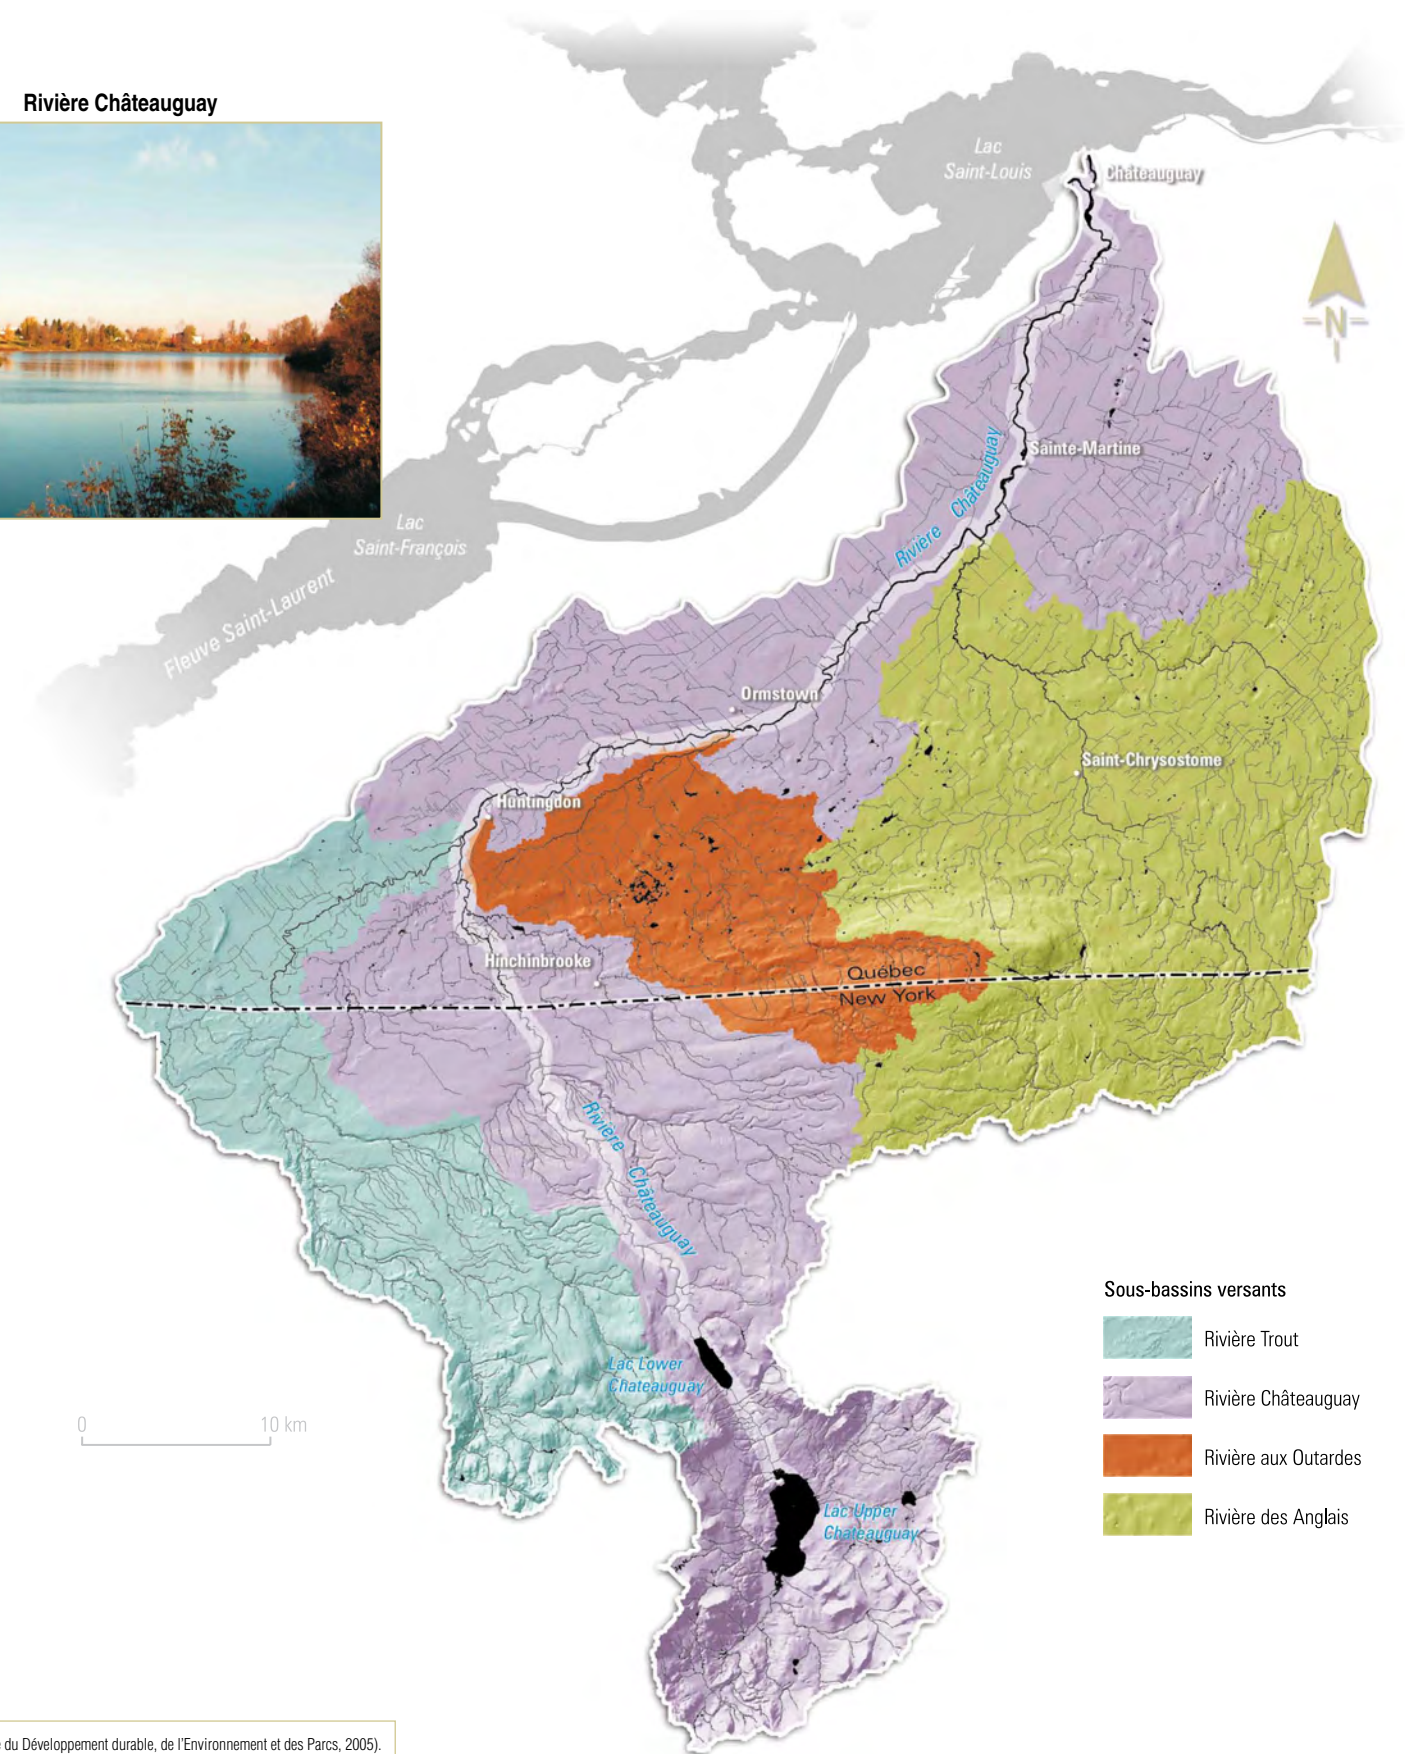 Rivière Châteauguay
Lac
Saint-Louis
Châteauguay
N
Sainte-Martine
Rivière Châteauguay
Lac
Saint-François
Fleuve Saint-Laurent
Ormstown
Saint-Chrysostome
Huntingdon
Hinchinbrooke
Québec
New York
Rivière Châteauguay
Sous-bassins versants
Rivière Trout
Rivière Châteauguay
Rivière aux Outardes
Rivière des Anglais
Lac Lower
Chateauguay
0 10 km
Lac Upper
Chateauguay
du Développement durable, de l'Environnement et des Parcs, 2005).